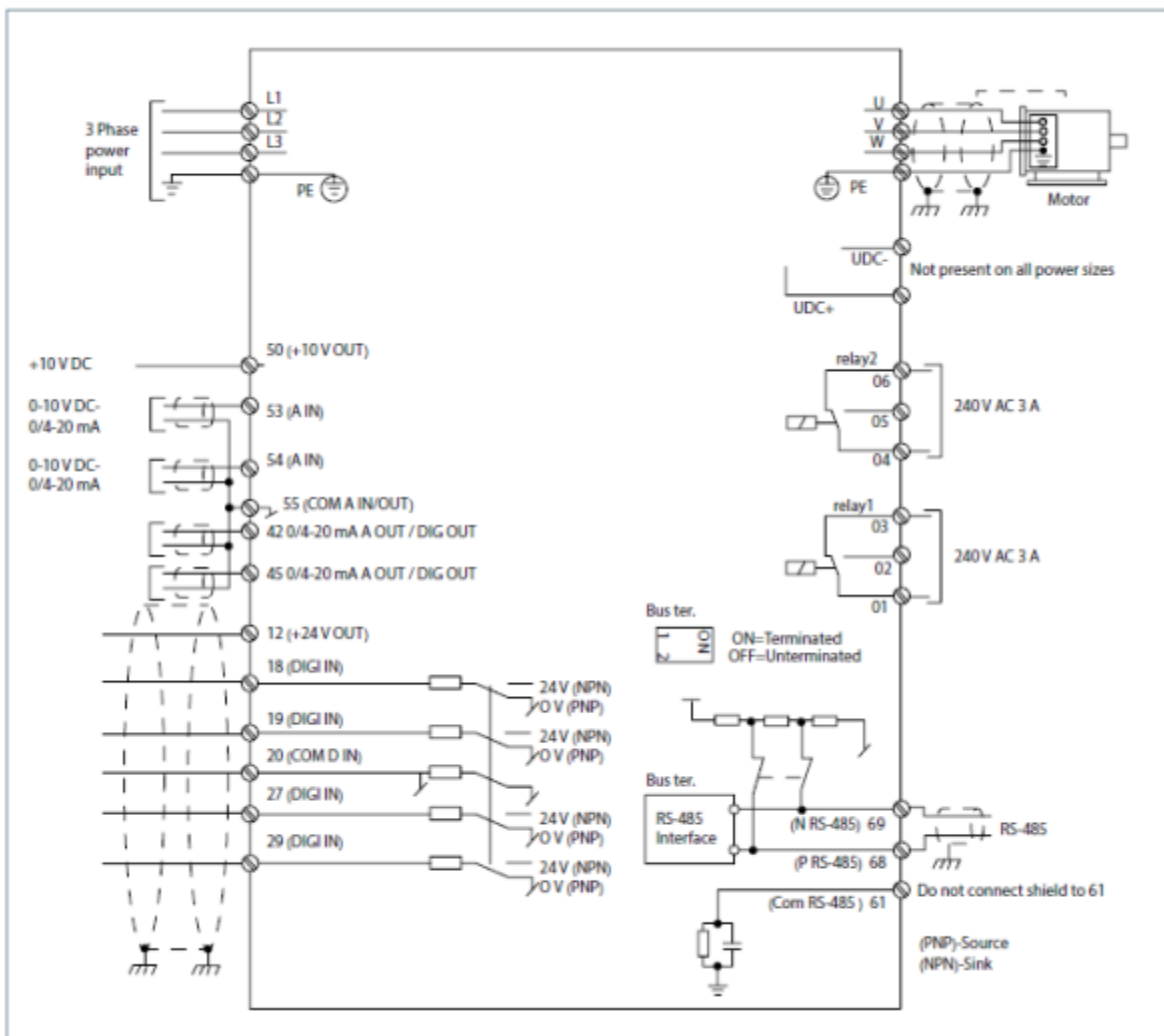 L1
L2
L3
3 Phase
power
input
PE
U
V
W
PE
Motor
UDC-
Not present on all power sizes
UDC+
+10 V DC
50 (+10 V OUT)
0-10 V DC-
0/4-20 mA
53 (A IN)
0-10 V DC-
0/4-20 mA
54 (A IN)
55 (COM A IN/OUT)
42 0/4-20 mA A OUT / DIG OUT
45 0/4-20 mA A OUT / DIG OUT
12 (+24 V OUT)
18 (DIGI IN)
24 V (NPN)
O V (PNP)
19 (DIGI IN)
24 V (NPN)
O V (PNP)
20 (COM D IN)
27 (DIGI IN)
24 V (NPN)
O V (PNP)
29 (DIGI IN)
24 V (NPN)
O V (PNP)
relay2
06
05
04
240 V AC 3 A
relay1
03
02
01
240 V AC 3 A
Bus ter.
1 2
ON
ON=Terminated
OFF=Unterminated
Bus ter.
RS-485
Interface
(N RS-485) 69
RS-485
(P RS-485) 68
(Com RS-485 ) 61
Do not connect shield to 61
(PNP)-Source
(NPN)-Sink